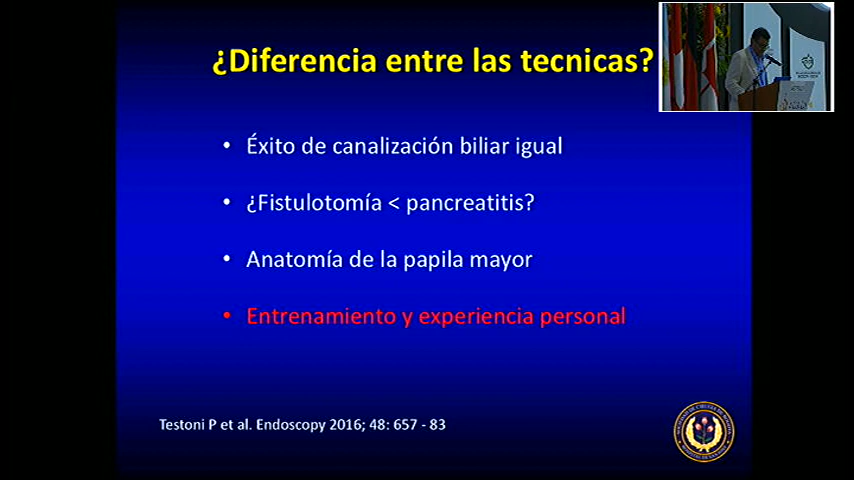 ¿Diferencia entre las tecnicas?
• Éxito de canalización biliar igual
• ¿Fistulotomía < pancreatitis?
• Anatomía de la papila mayor
• Entrenamiento y experiencia personal
Testoni P et al. Endoscopy 2016; 48: 657 - 83